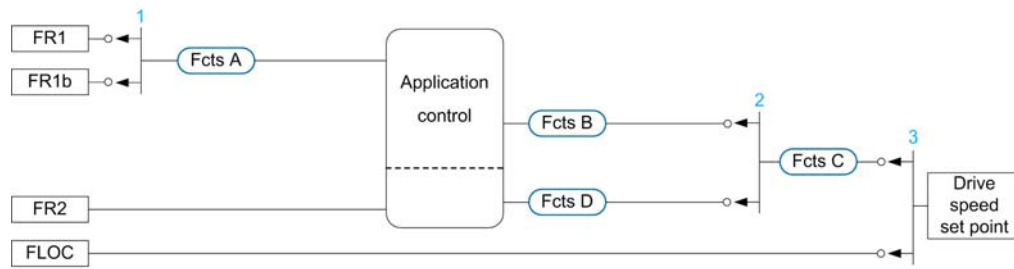 1
FR1
Fcts A
FR1b
Application
control
Fcts B
2
Fcts C
3
Drive
speed
set point
Fcts D
FR2
FLOC